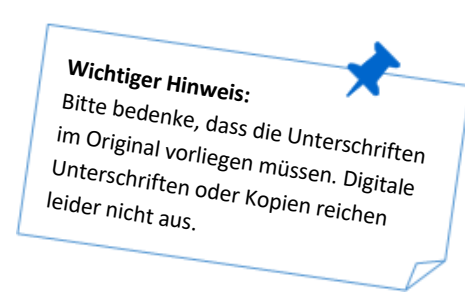 Wichtiger Hinweis:
Bitte bedenke, dass die Unterschriften
im Original vorliegen müssen. Digitale
Unterschriften oder Kopien reichen
leider nicht aus.